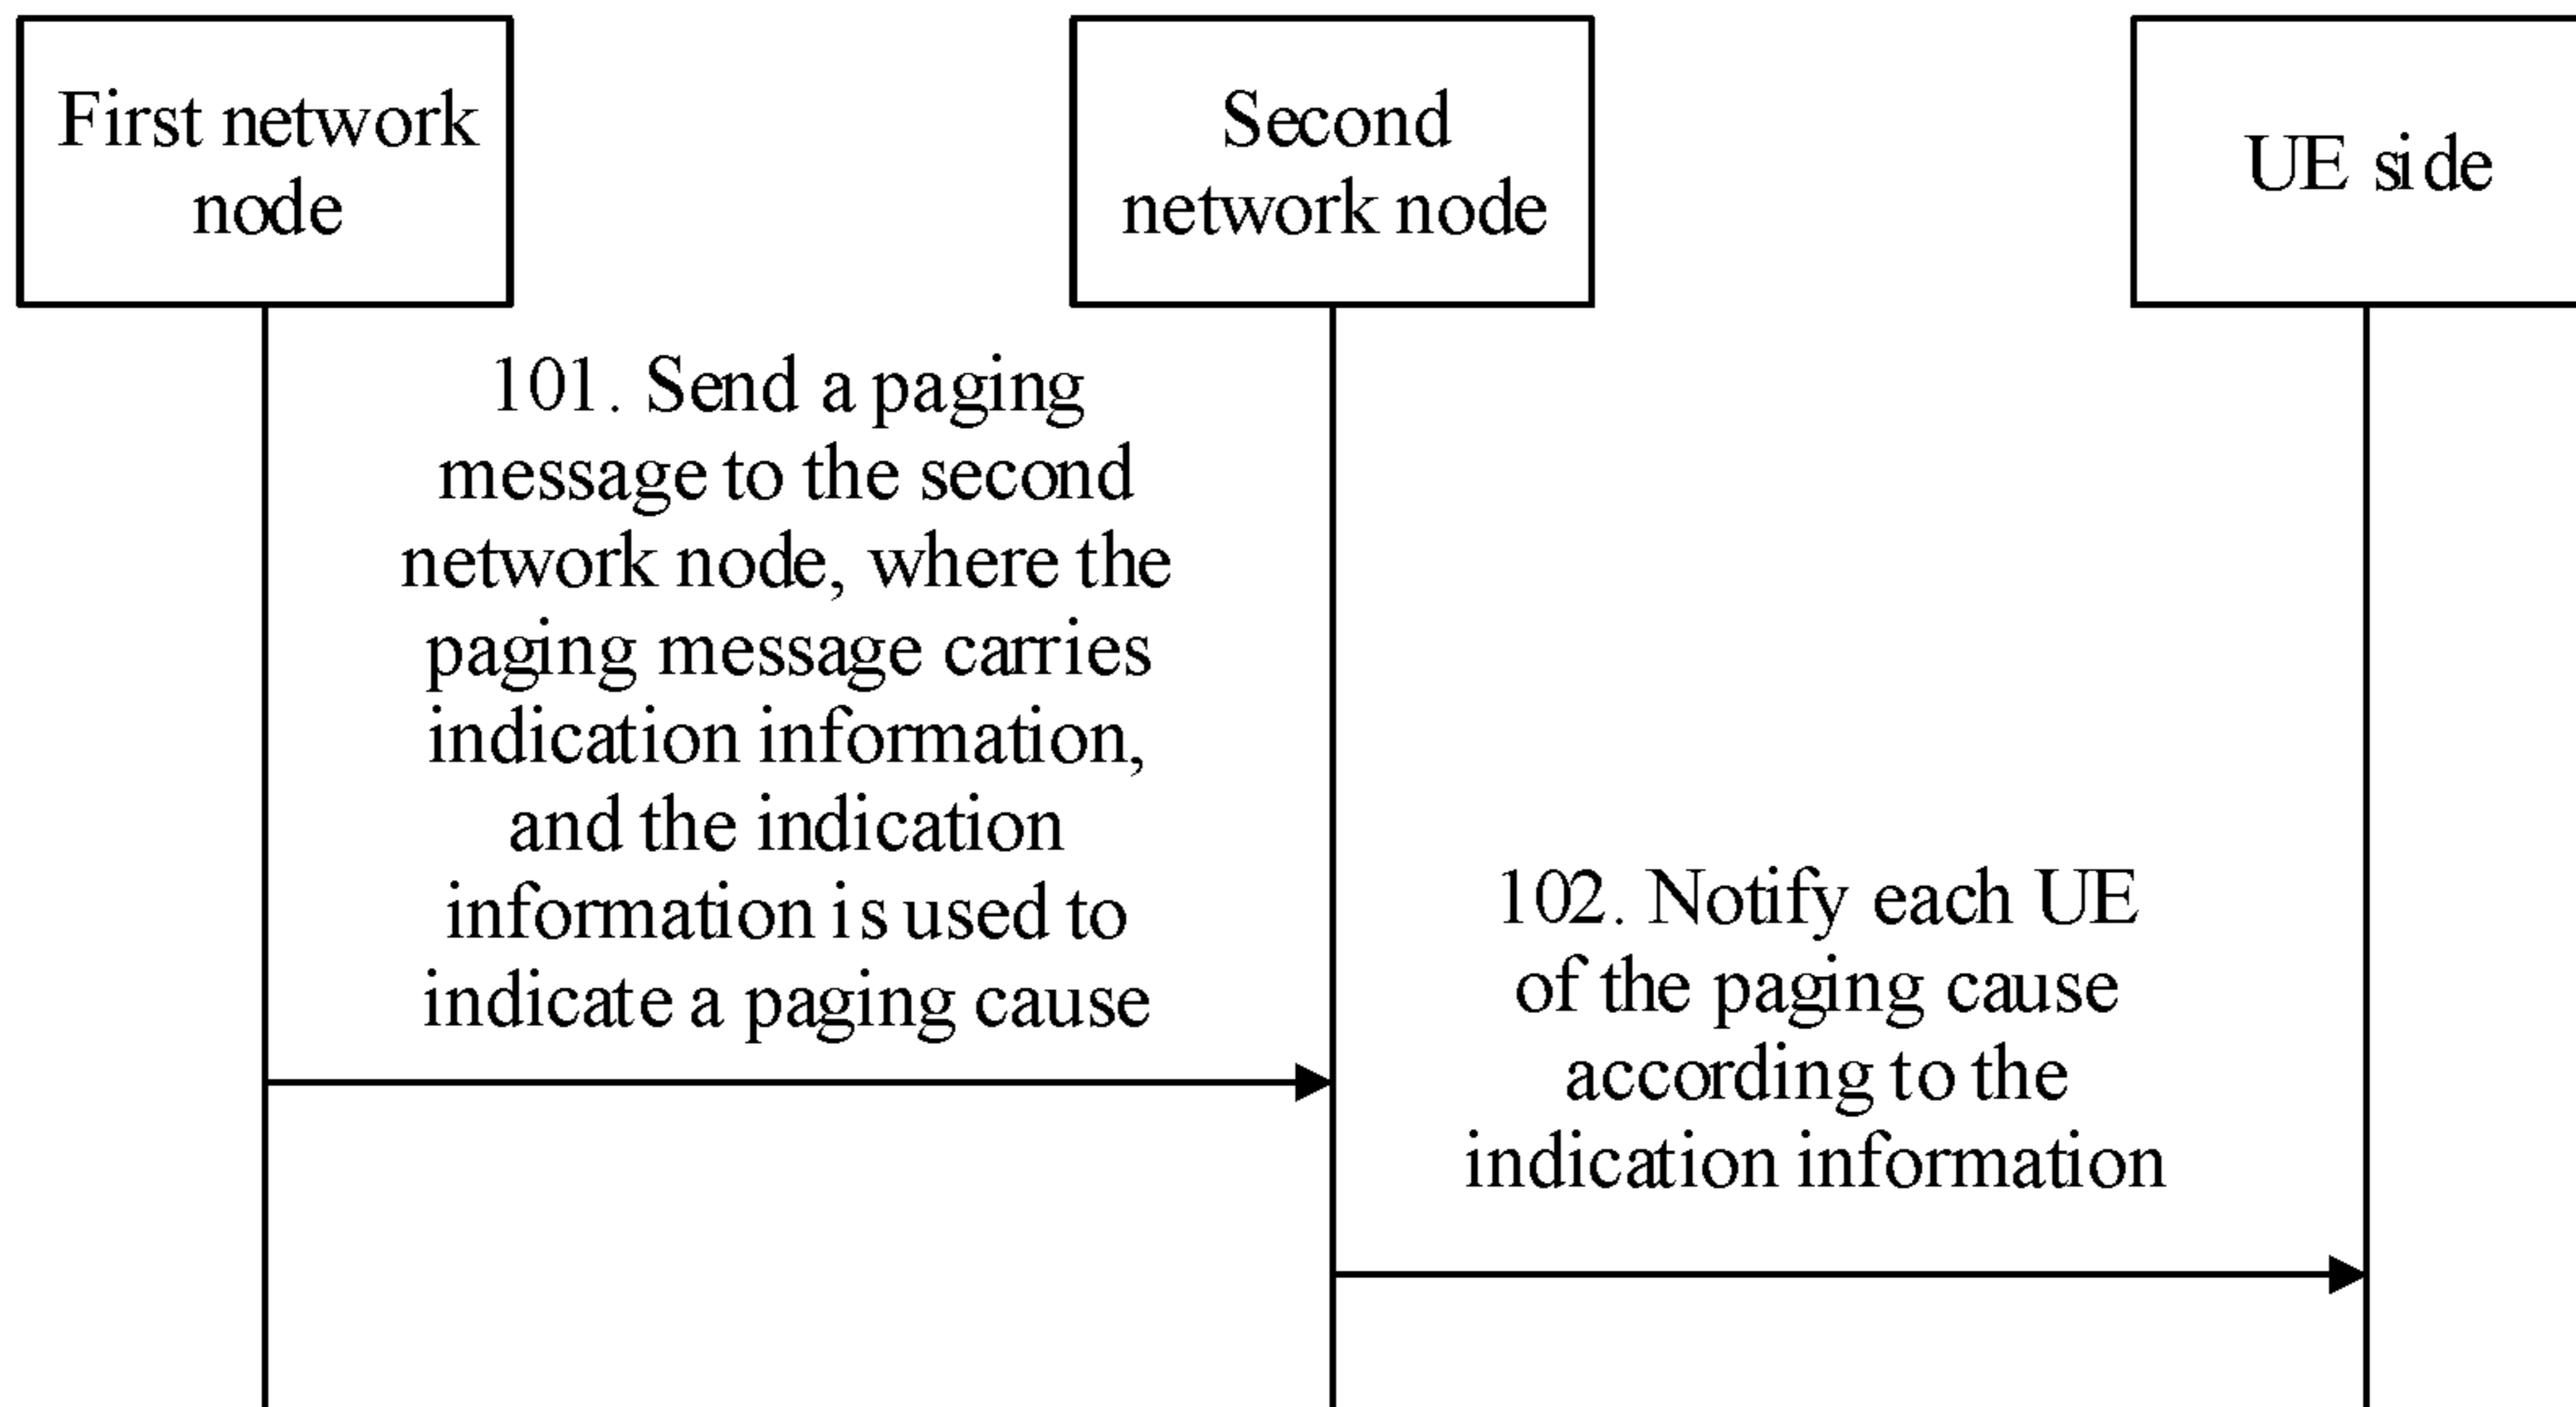 First network
node
Second
network node
UE side
101. Send a paging
message to the second
network node, where the
paging message carries
indication information,
and the indication
information is used to
indicate a paging cause
102. Notify each UE
of the paging cause
according to the
indication information